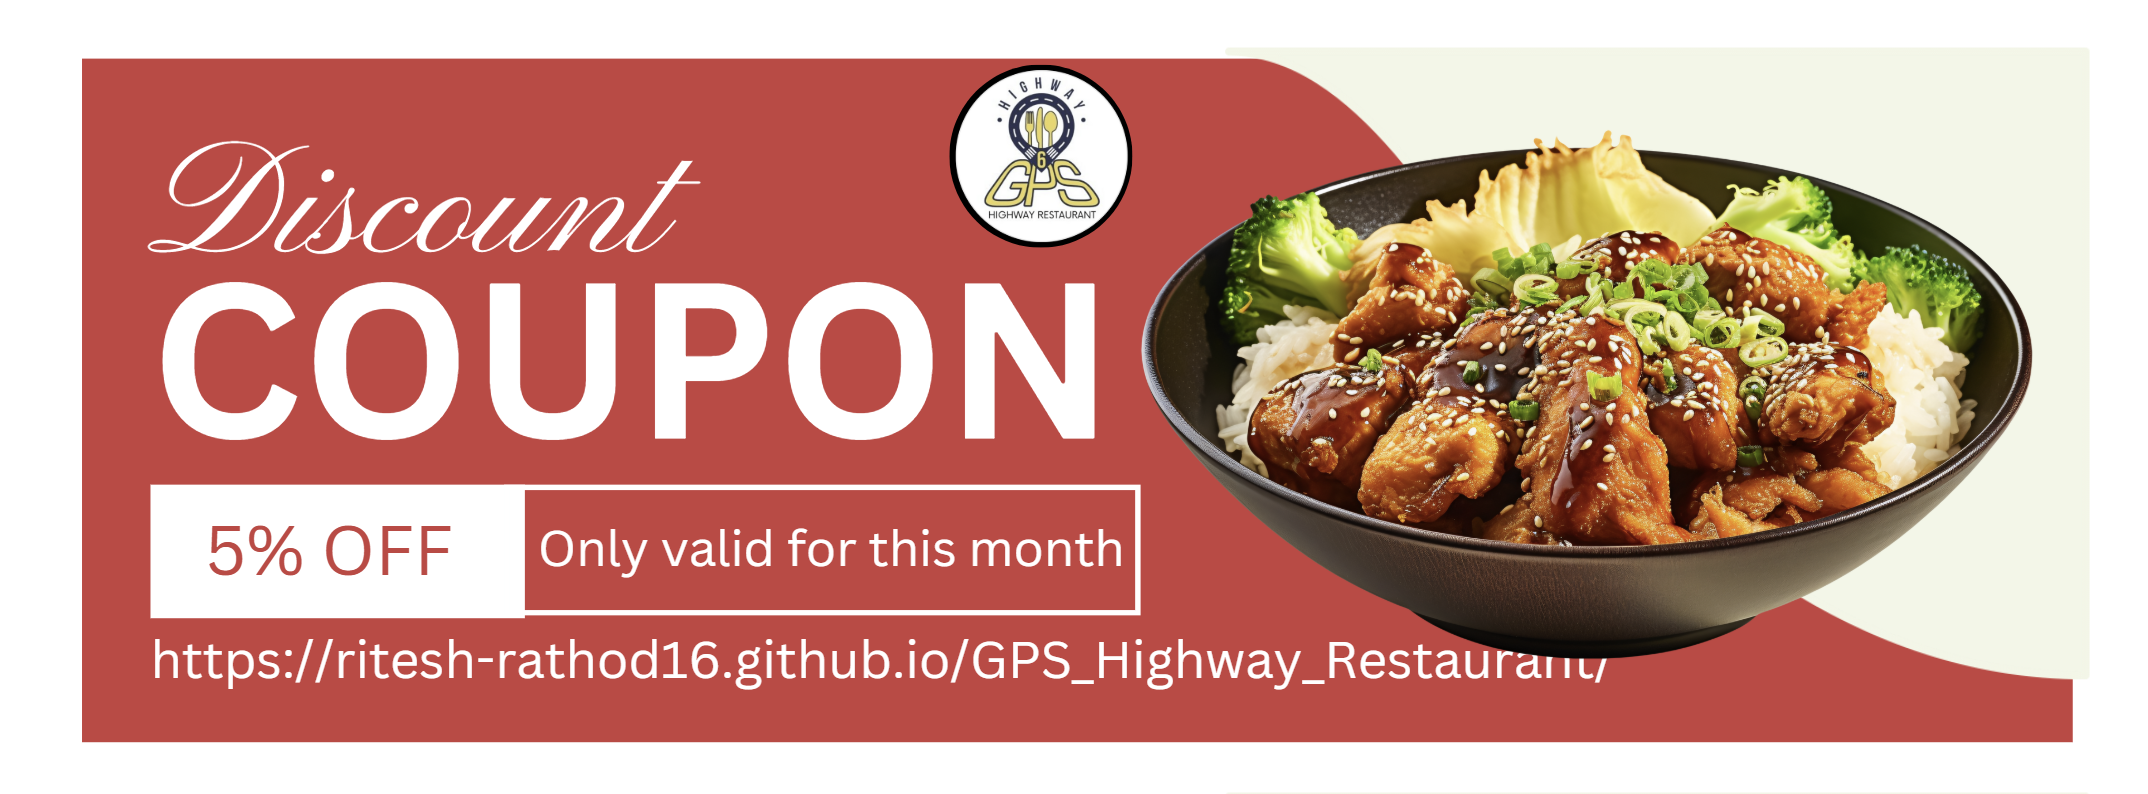 HIGHWAY
6
GPS
HIGHWAY RESTAURANT
Discount
COUPON
5% OFF
Only valid for this month
https://ritesh-rathod16.github.io/GPS_Highway_Restaurant/